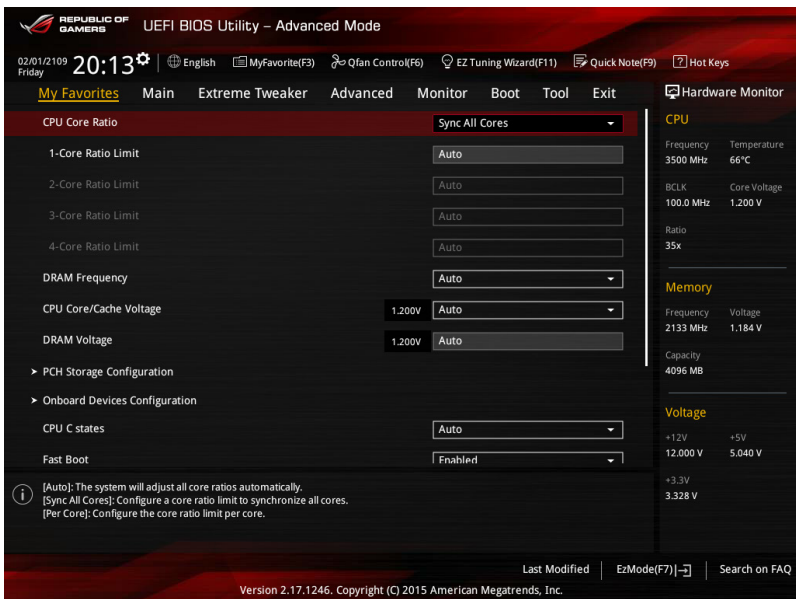 REPUBLIC OF
GAMERS
UEFI BIOS Utility – Advanced Mode
02/01/2109
Friday
20:13
English
MyFavorite(F3)
Qfan Control(F6)
EZ Tuning Wizard(F11)
Quick Note(F9)
? Hot Keys
My Favorites Main Extreme Tweaker Advanced Monitor Boot Tool Exit
CPU Core Ratio Sync All Cores
1-Core Ratio Limit Auto
2-Core Ratio Limit Auto
3-Core Ratio Limit Auto
4-Core Ratio Limit Auto
DRAM Frequency Auto
CPU Core/Cache Voltage 1.200V Auto
DRAM Voltage 1.200V Auto
> PCH Storage Configuration
> Onboard Devices Configuration
CPU C states Auto
Fast Boot Enabled
Hardware Monitor
CPU
Frequency Temperature
3500 MHz 66°C
BCLK Core Voltage
100.0 MHz 1.200 V
Ratio
35x
Memory
Frequency Voltage
2133 MHz 1.184 V
Capacity
4096 MB
Voltage
+12V +5V
12.000 V 5.040 V
+3.3V
3.328 V
i
[Auto]: The system will adjust all core ratios automatically.
[Sync All Cores]: Configure a core ratio limit to synchronize all cores.
[Per Core]: Configure the core ratio limit per core.
Last Modified
EzMode(F7)
Search on FAQ
Version 2.17.1246. Copyright (C) 2015 American Megatrends, Inc.